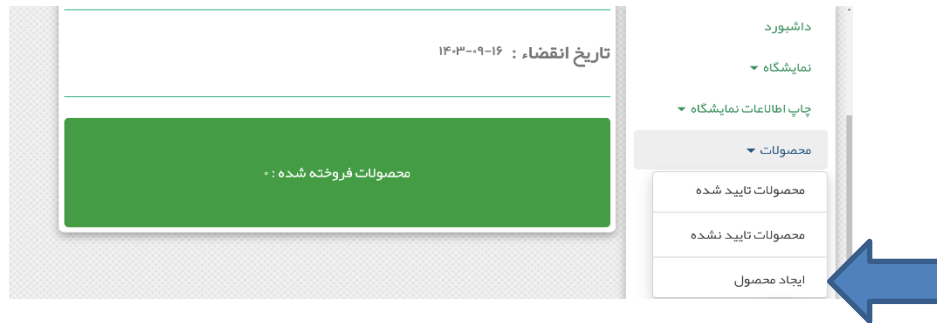 داشبورد
نمایشگاه
چاپ اطلاعات نمایشگاه
محصولات
محصولات تایید شده
محصولات تایید نشده
ایجاد محصول
تاریخ انقضاء : ۱۴۰۳-۰۹-۱۶
محصولات فروخته شده : ۰